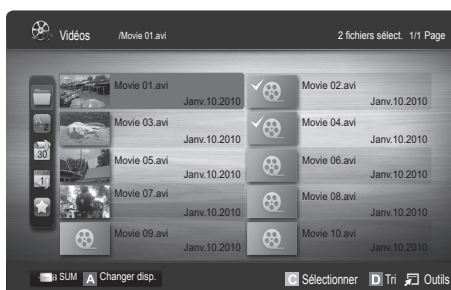 Vidéos /Movie 01.avi 2 fichiers sélect. 1/1 Page
Movie 01.avi Movie 02.avi
Janv.10.2010 Janv.10.2010
Movie 03.avi Movie 04.avi
Janv.10.2010 Janv.10.2010
Movie 05.avi Movie 06.avi
Janv.10.2010 Janv.10.2010
Movie 07.avi Movie 08.avi
Janv.10.2010 Janv.10.2010
Movie 09.avi Movie 10.avi
Janv.10.2010 Janv.10.2010
a SUM A Changer disp. C Sélectionner D Tri Outils